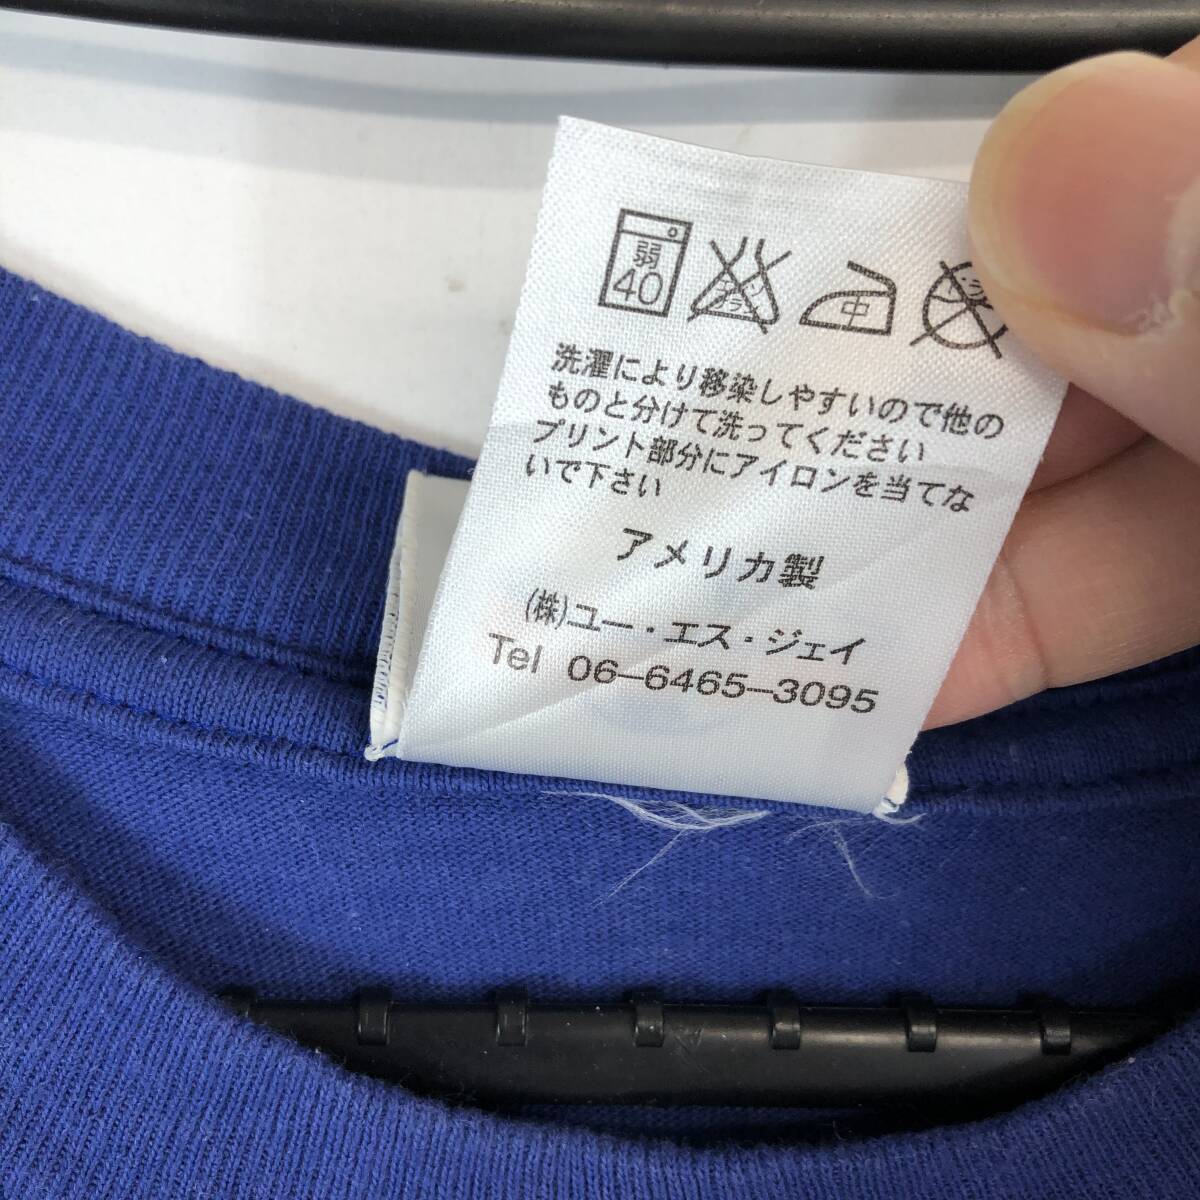 弱
40
中
洗濯により移染しやすいので他の
ものと分けて洗ってください
プリント部分にアイロンを当てな
いで下さい
アメリカ製
(株)ユー・エス・ジェイ
Tel 06-6465-3095